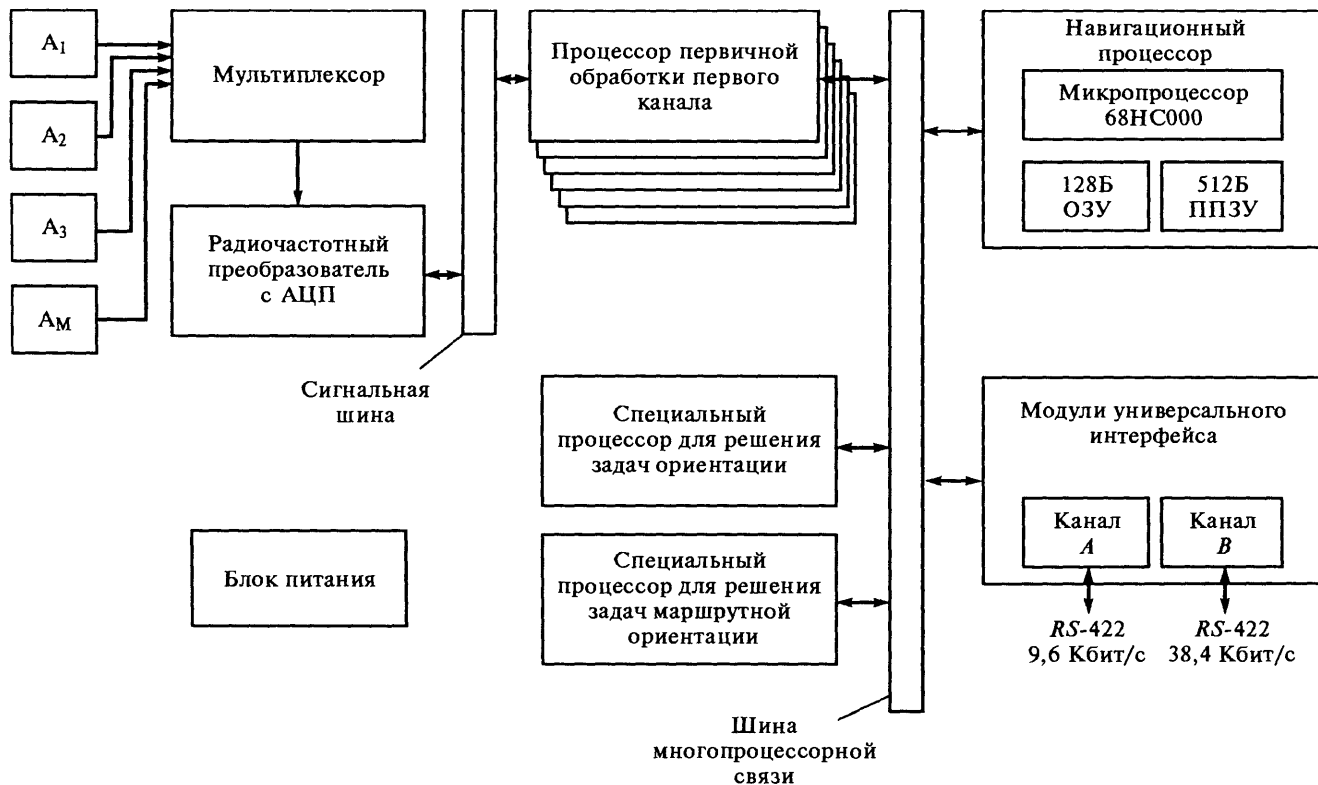 A1
A2
A3
AM
Мультиплексор
Радиочастотный
преобразователь
с АЦП
Сигнальная
шина
Блок питания
Процессор первичной
обработки первого
канала
Специальный
процессор для решения
задач ориентации
Специальный
процессор для решения
задач маршрутной
ориентации
Шина
многопроцессорной
связи
Навигационный
процессор
Микропроцессор
68HC000
128Б
ОЗУ
512Б
ППЗУ
Модули универсального
интерфейса
Канал
A
Канал
B
RS-422
9,6 Кбит/с
RS-422
38,4 Кбит/с